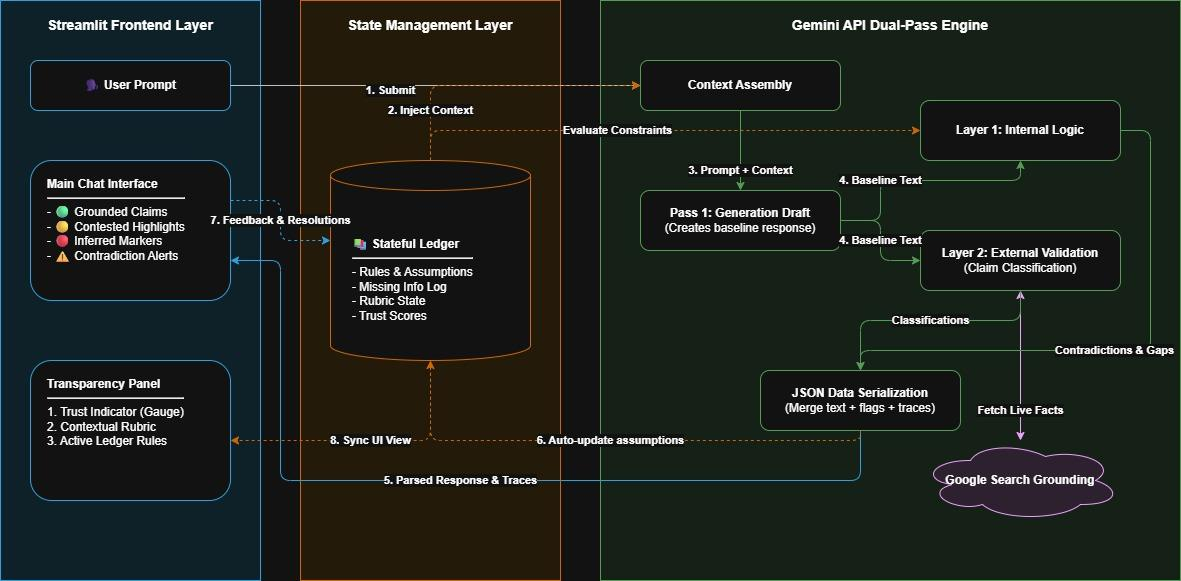 Streamlit Frontend Layer
User Prompt
Main Chat Interface
- Grounded Claims
- Contested Highlights
- Inferred Markers
- Contradiction Alerts
Transparency Panel
1. Trust Indicator (Gauge)
2. Contextual Rubric
3. Active Ledger Rules
State Management Layer
1. Submit
2. Inject Context
Evaluate Constraints
7. Feedback & Resolutions
Stateful Ledger
- Rules & Assumptions
- Missing Info Log
- Rubric State
- Trust Scores
8. Sync UI View
6. Auto-update assumptions
5. Parsed Response & Traces
Gemini API Dual-Pass Engine
Context Assembly
3. Prompt + Context
Pass 1: Generation Draft
(Creates baseline response)
4. Baseline Text
4. Baseline Text
Layer 1: Internal Logic
Layer 2: External Validation
(Claim Classification)
Classifications
Contradictions & Gaps
JSON Data Serialization
(Merge text + flags + traces)
Fetch Live Facts
Google Search Grounding